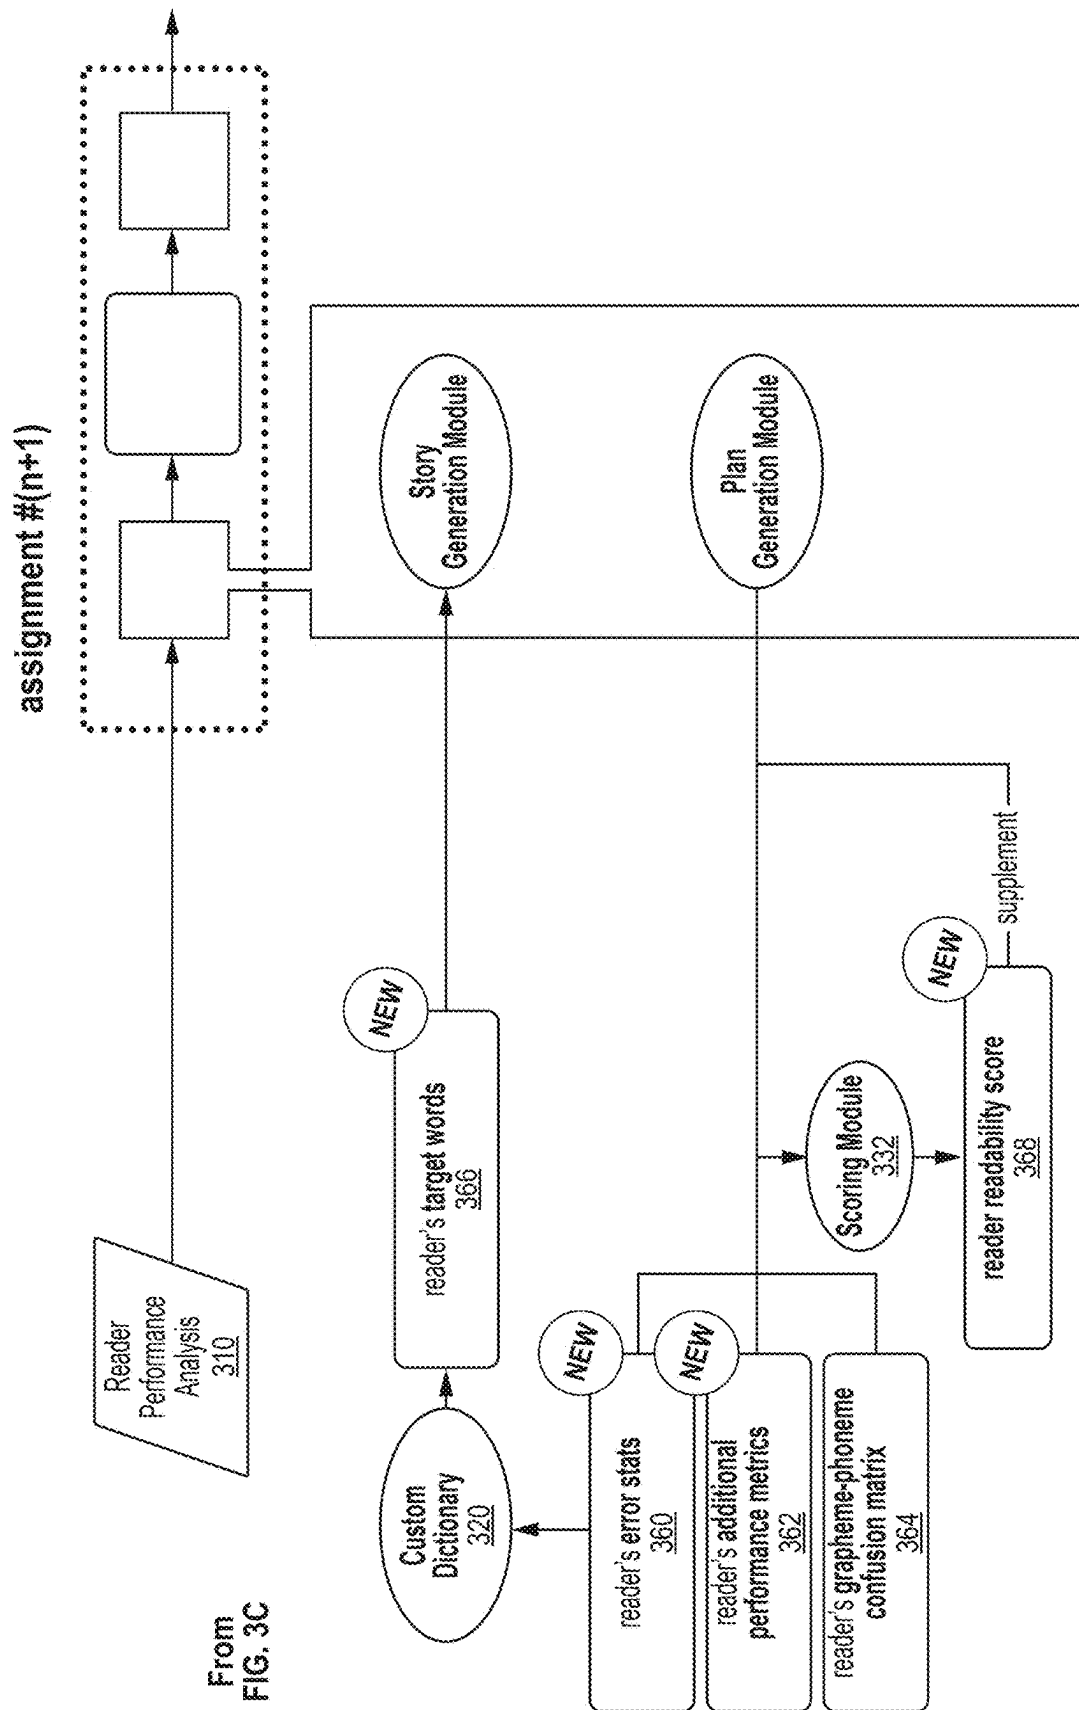 From
FIG. 3C
Reader
Performance
Analysis
310
assignment #(n+1)
Custom
Dictionary
320
reader's target words
366
NEW
Story
Generation Module
reader's error stats
360
NEW
reader's additional
performance metrics
362
NEW
reader's grapheme-phoneme
confusion matrix
364
Plan
Generation Module
Scoring Module
332
reader readability score
368
NEW
supplement